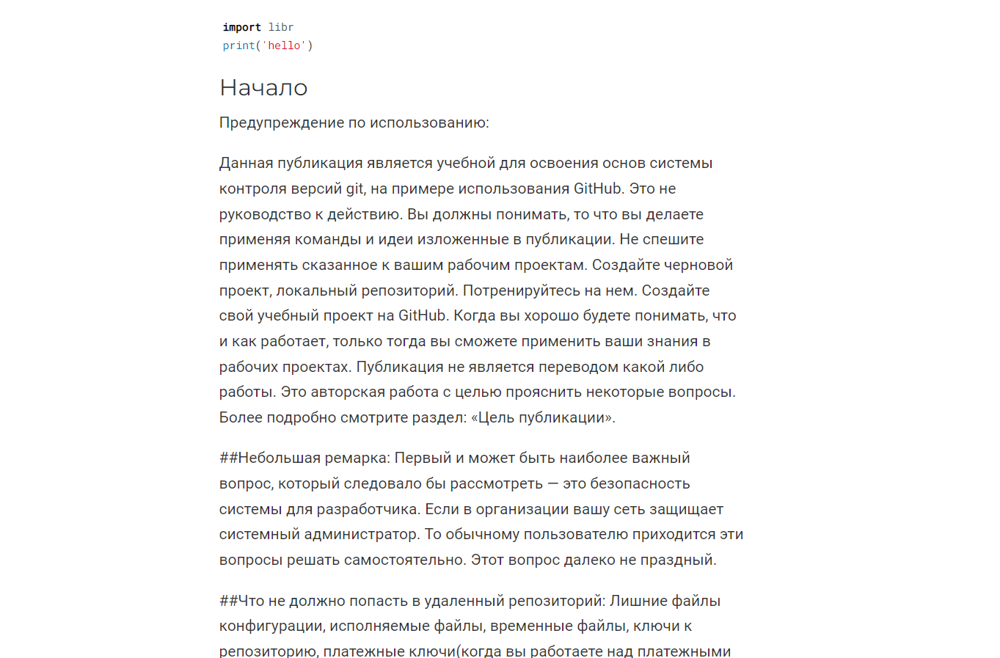 import libr
print('hello')
Начало
Предупреждение по использованию:
Данная публикация является учебной для освоения основ системы
контроля версий git, на примере использования GitHub. Это не
руководство к действию. Вы должны понимать, то что вы делаете
применяя команды и идеи изложенные в публикации. Не спешите
применять сказанное к вашим рабочим проектам. Создайте черновой
проект, локальный репозиторий. Потренируйтесь на нем. Создайте
свой учебный проект на GitHub. Когда вы хорошо будете понимать, что
и как работает, только тогда вы сможете применить ваши знания в
рабочих проектах. Публикация не является переводом какой либо
работы. Это авторская работа с целью прояснить некоторые вопросы.
Более подробно смотрите раздел: «Цель публикации».
##Небольшая ремарка: Первый и может быть наиболее важный
вопрос, который следовало бы рассмотреть — это безопасность
системы для разработчика. Если в организации вашу сеть защищает
системный администратор. То обычному пользователю приходится эти
вопросы решать самостоятельно. Этот вопрос далеко не праздный.
##Что не должно попасть в удаленный репозиторий: Лишние файлы
конфигурации, исполняемые файлы, временные файлы, ключи к
репозиторию, платежные ключи(когда вы работаете над платежными